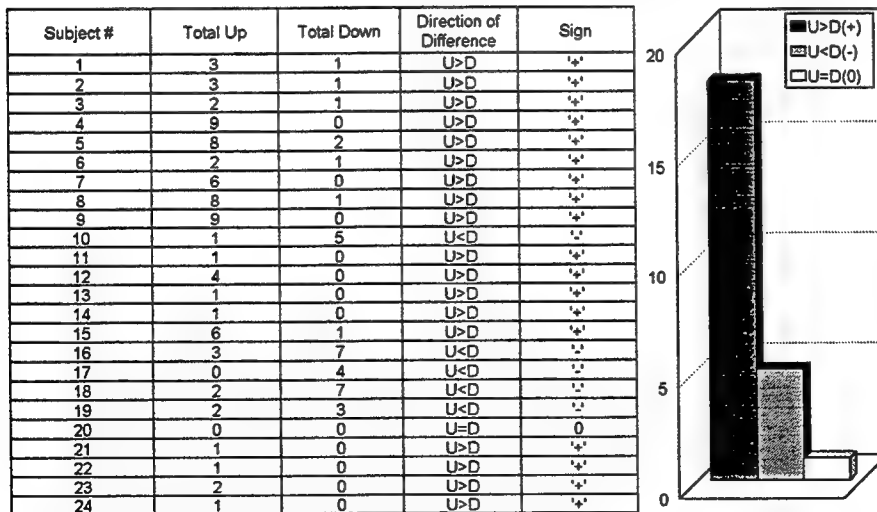 Subject # Total Up Total Down Direction of Difference Sign
1 3 1 U>D '+'
2 3 1 U>D '+'
3 2 1 U>D '+'
4 9 0 U>D '+'
5 8 2 U>D '+'
6 2 1 U>D '+'
7 6 0 U>D '+'
8 8 1 U>D '+'
9 9 0 U>D '+'
10 1 5 U<D '-'
11 1 0 U>D '+'
12 4 0 U>D '+'
13 1 0 U>D '+'
14 1 0 U>D '+'
15 6 1 U>D '+'
16 3 7 U<D '-'
17 0 4 U<D '-'
18 2 7 U<D '-'
19 2 3 U<D '-'
20 0 0 U=D 0
21 1 0 U>D '+'
22 1 0 U>D '+'
23 2 0 U>D '+'
24 1 0 U>D '+'
U>D(+)
U<D(-)
U=D(0)
20
15
10
5
0